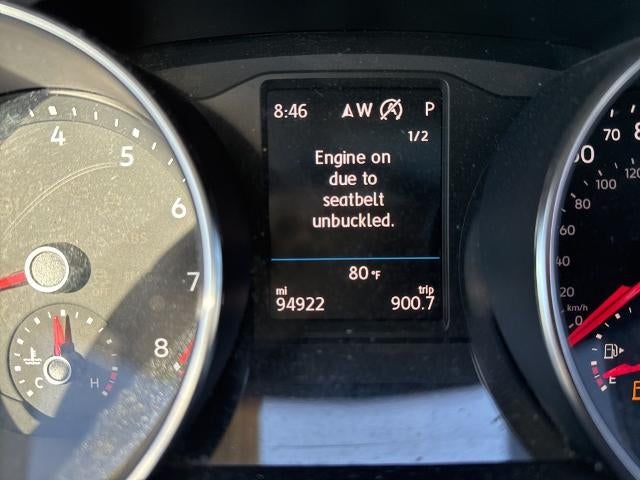 8:46 W P
1/2
Engine on
due to
seatbelt
unbuckled.
80 °F
mi trip
94922 900.7
4
5
6
7
8
C H
70
100 120
80
60
40
20
km/h
0
E